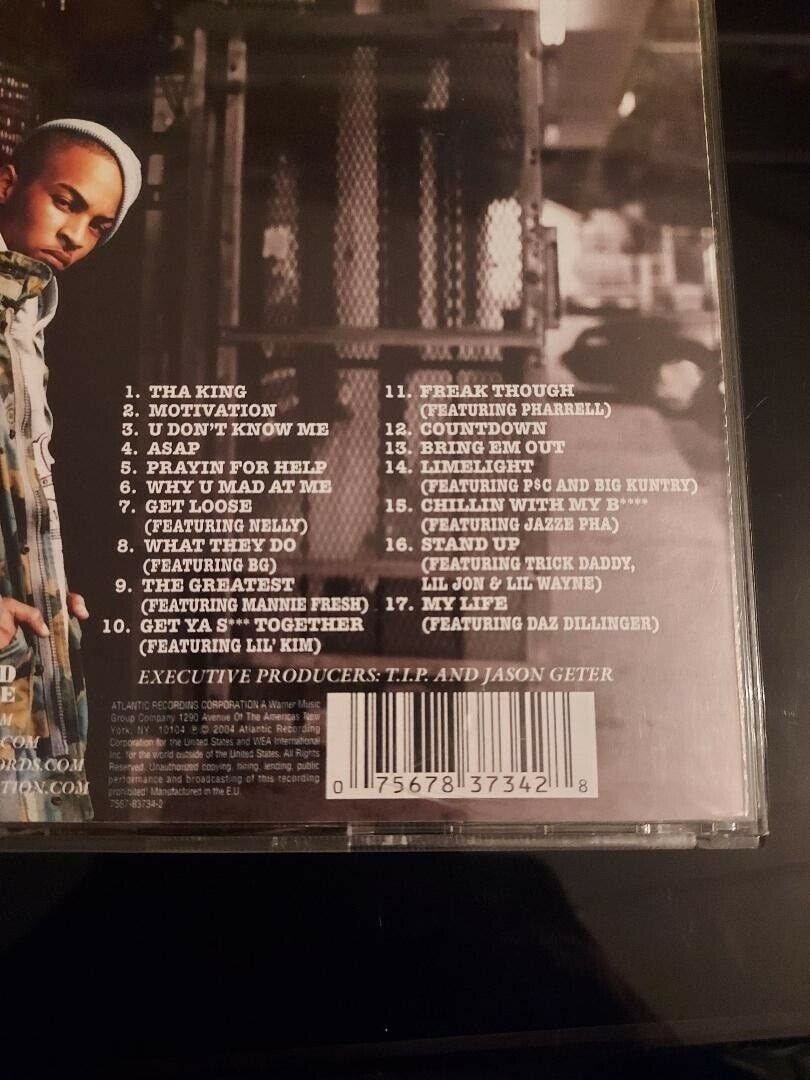 1. THA KING
2. MOTIVATION
3. U DON'T KNOW ME
4. ASAP
5. PRAYIN FOR HELP
6. WHY U MAD AT ME
7. GET LOOSE
(FEATURING NELLY)
8. WHAT THEY DO
(FEATURING BG)
9. THE GREATEST
(FEATURING MANNIE FRESH)
10. GET YA S*** TOGETHER
(FEATURING LIL' KIM)
11. FREAK THOUGH
(FEATURING PHARRELL)
12. COUNTDOWN
13. BRING EM OUT
14. LIMELIGHT
(FEATURING P$C AND BIG KUNTRY)
15. CHILLIN WITH MY B****
(FEATURING JAZZE PHA)
16. STAND UP
(FEATURING TRICK DADDY,
LIL JON & LIL WAYNE)
17. MY LIFE
(FEATURING DAZ DILLINGER)
EXECUTIVE PRODUCERS: T.I.P. AND JASON GETER
D
E
M
.COM
ORDS.COM
TION.COM
ATLANTIC RECORDING CORPORATION A Warner Music
Group Company 1290 Avenue Of The Americas New
York, NY 10104 ℗ © 2004 Atlantic Recording
Corporation for the United States and WEA International
Inc. for the world outside of the United States. All Rights
Reserved. Unauthorized copying, hiring, lending, public
performance and broadcasting of this recording
prohibited! Manufactured in the E.U.
7567-83734-2
0 75678 37342 8